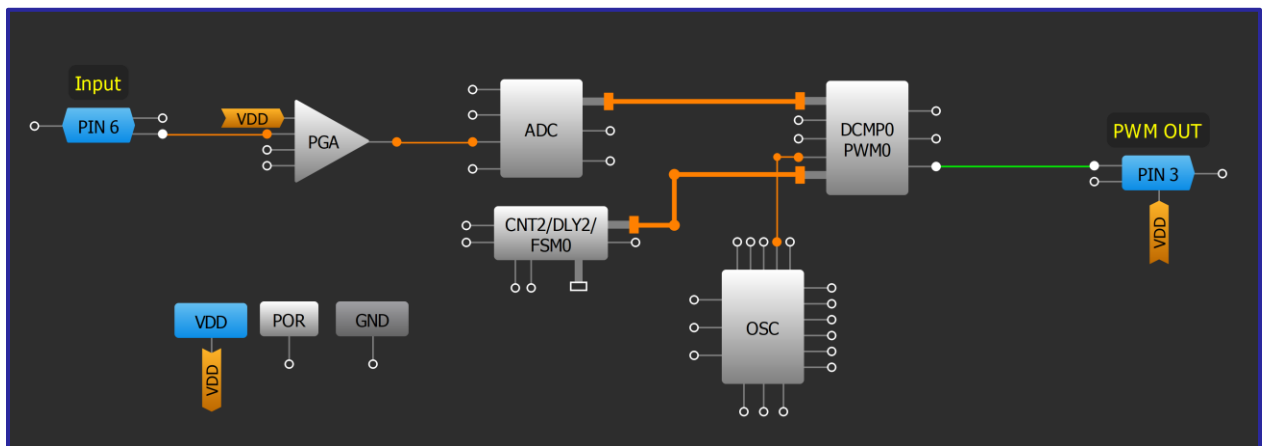 Input
PIN 6
VDD
PGA
ADC
DCMP0
PWM0
PWM OUT
PIN 3
VDD
CNT2/DLY2/
FSM0
OSC
VDD
POR
GND
VDD